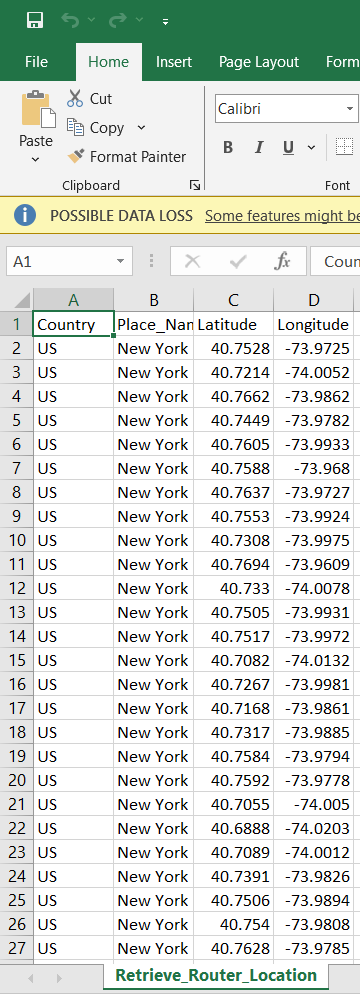 File Home Insert Page Layout Form
Cut
Copy
Paste
Format Painter
Calibri
B I U
Clipboard Font
POSSIBLE DATA LOSS Some features might be
A1 fx Coun
A B C D
1 Country Place_Nan Latitude Longitude
2 US New York 40.7528 -73.9725
3 US New York 40.7214 -74.0052
4 US New York 40.7662 -73.9862
5 US New York 40.7449 -73.9782
6 US New York 40.7605 -73.9933
7 US New York 40.7588 -73.968
8 US New York 40.7637 -73.9727
9 US New York 40.7553 -73.9924
10 US New York 40.7308 -73.9975
11 US New York 40.7694 -73.9609
12 US New York 40.733 -74.0078
13 US New York 40.7505 -73.9931
14 US New York 40.7517 -73.9972
15 US New York 40.7082 -74.0132
16 US New York 40.7267 -73.9981
17 US New York 40.7168 -73.9861
18 US New York 40.7317 -73.9885
19 US New York 40.7584 -73.9794
20 US New York 40.7592 -73.9778
21 US New York 40.7055 -74.005
22 US New York 40.6888 -74.0203
23 US New York 40.7089 -74.0012
24 US New York 40.7391 -73.9826
25 US New York 40.7506 -73.9894
26 US New York 40.754 -73.9808
27 US New York 40.7628 -73.9785
Retrieve_Router_Location